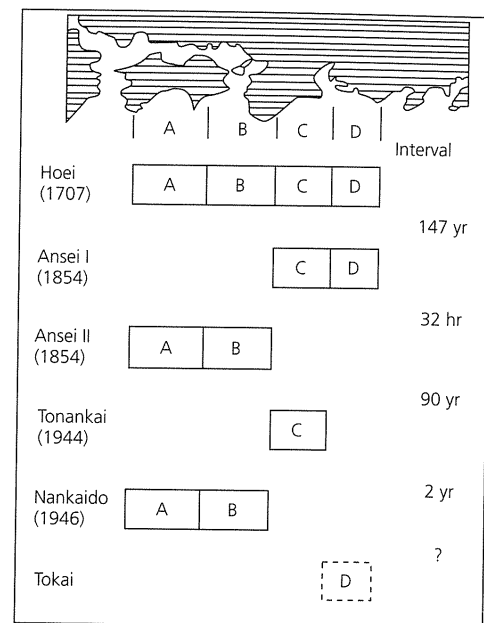 A B C D
Interval
Hoei
(1707)
A B C D
147 yr
Ansei I
(1854)
C D
32 hr
Ansei II
(1854)
A B
90 yr
Tonankai
(1944)
C
2 yr
Nankaido
(1946)
A B
?
Tokai
D